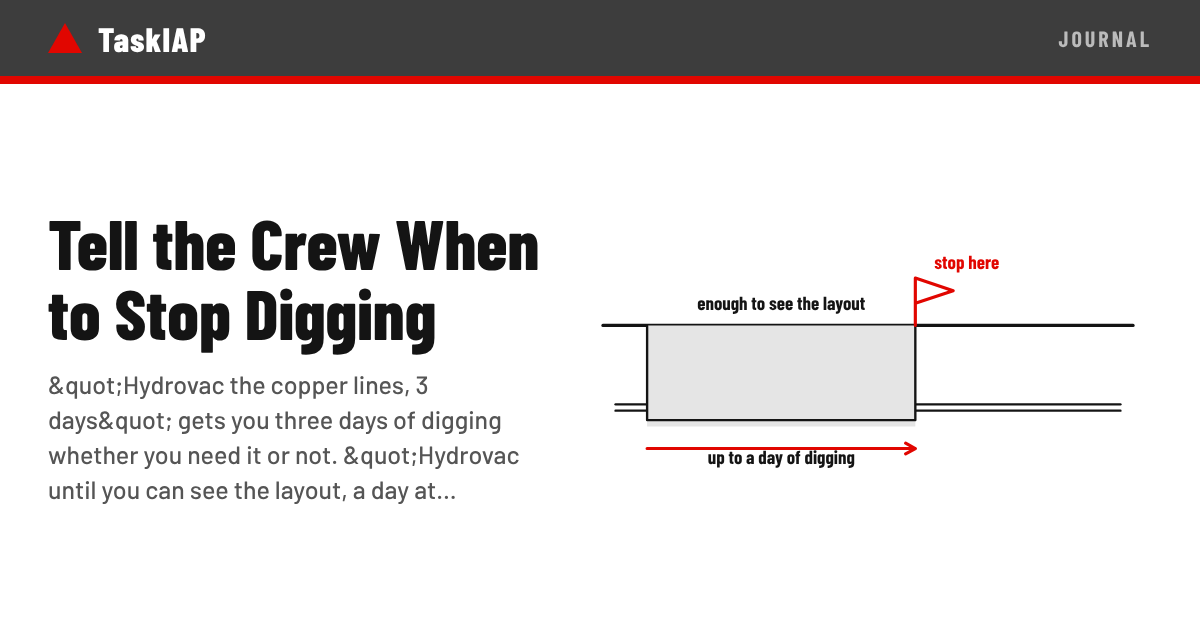 TaskIAP
JOURNAL
Tell the Crew When
to Stop Digging
&quot;Hydrovac the copper lines, 3
days&quot; gets you three days of digging
whether you need it or not. &quot;Hydrovac
until you can see the layout, a day at...
stop here
enough to see the layout
up to a day of digging